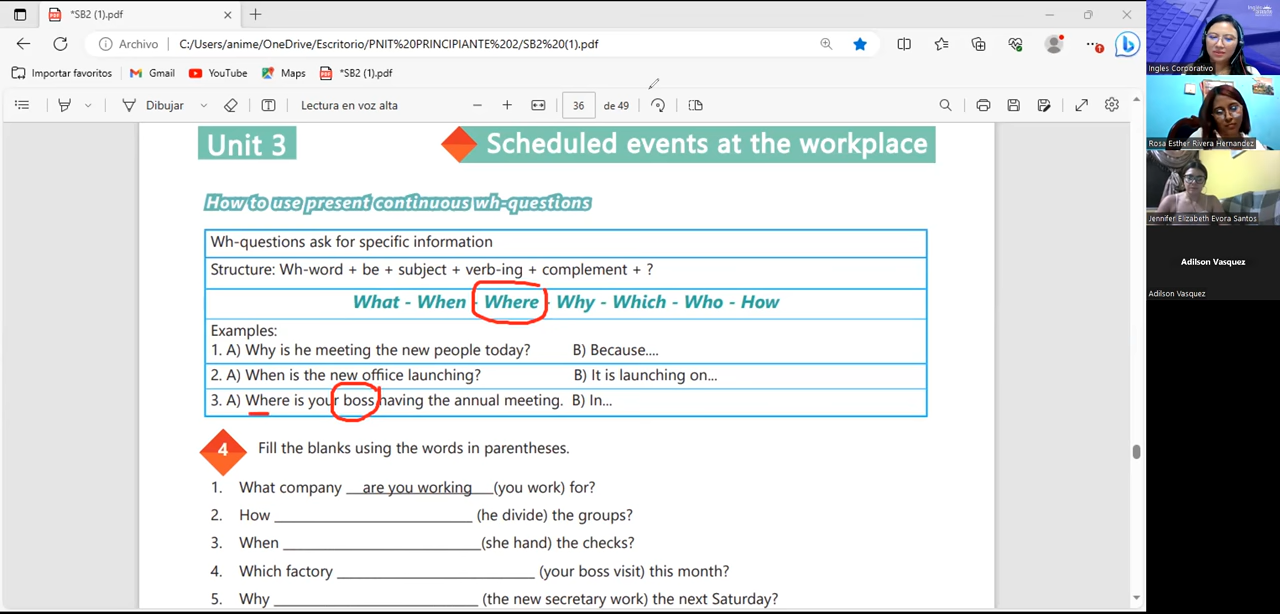 *SB2 (1).pdf
Archivo C:/Users/anime/OneDrive/Escritorio/PNIT%20PRINCIPIANTE%202/SB2%20(1).pdf
Importar favoritos Gmail YouTube Maps *SB2 (1).pdf
Dibujar Lectura en voz alta 36 de 49
Unit 3 Scheduled events at the workplace
How to use present continuous wh-questions
Wh-questions ask for specific information
Structure: Wh-word + be + subject + verb-ing + complement + ?
What - When - Where - Why - Which - Who - How
Examples:
1. A) Why is he meeting the new people today? B) Because....
2. A) When is the new office launching? B) It is launching on...
3. A) Where is your boss having the annual meeting. B) In...
4 Fill the blanks using the words in parentheses.
1. What company __are you working___(you work) for?
2. How ________________________ (he divide) the groups?
3. When ________________________(she hand) the checks?
4. Which factory ________________________ (your boss visit) this month?
5. Why ________________________ (the new secretary work) the next Saturday?
Ingles Corporativo
Rosa Esther Rivera Hernandez
Jennifer Elizabeth Evora Santos
Adilson Vasquez
Adilson Vasquez